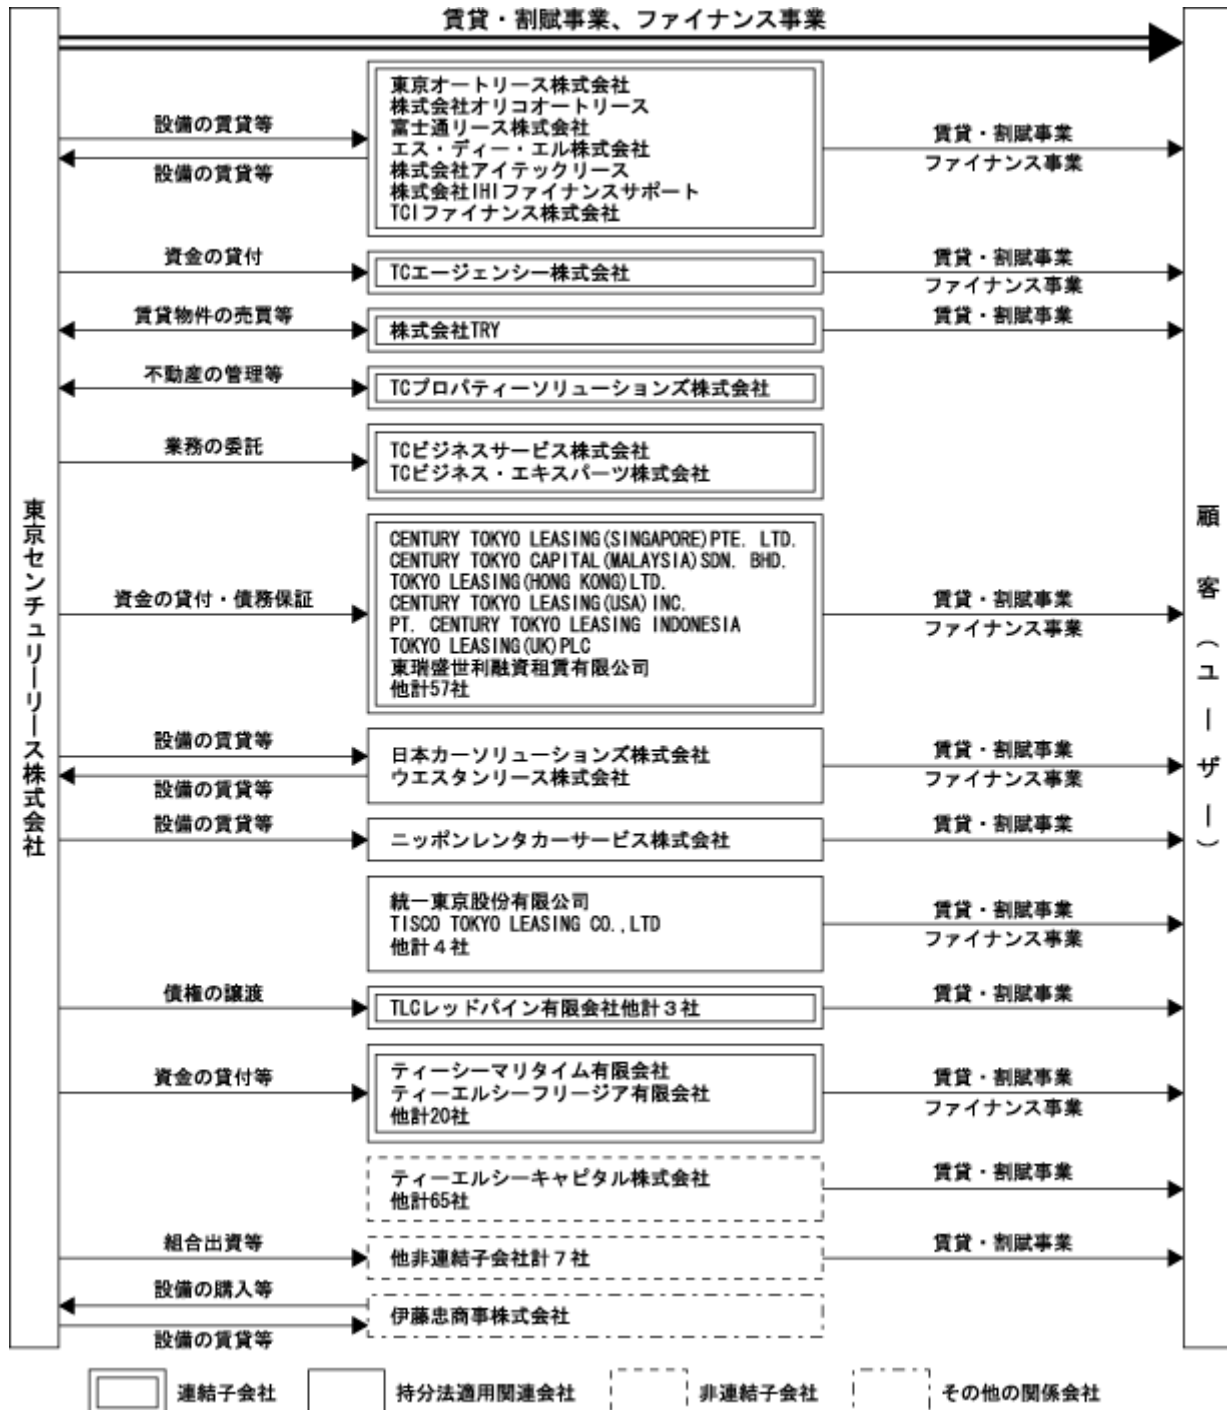 賃貸・割賦事業、ファイナンス事業
東京センチュリーリース株式会社
顧客（ユーザー）
設備の賃貸等
設備の賃貸等
東京オートリース株式会社
株式会社オリコオートリース
富士通リース株式会社
エス・ディー・エル株式会社
株式会社アイテックリース
株式会社IHIファイナンスサポート
TCIファイナンス株式会社
賃貸・割賦事業
ファイナンス事業
資金の貸付
TCエージェンシー株式会社
賃貸・割賦事業
ファイナンス事業
賃貸物件の売買等
株式会社TRY
賃貸・割賦事業
不動産の管理等
TCプロパティーソリューションズ株式会社
業務の委託
TCビジネスサービス株式会社
TCビジネス・エキスパーツ株式会社
資金の貸付・債務保証
CENTURY TOKYO LEASING(SINGAPORE)PTE. LTD.
CENTURY TOKYO CAPITAL(MALAYSIA)SDN. BHD.
TOKYO LEASING(HONG KONG)LTD.
CENTURY TOKYO LEASING(USA)INC.
PT. CENTURY TOKYO LEASING INDONESIA
TOKYO LEASING(UK)PLC
東瑞盛世利融資租賃有限公司
他計57社
賃貸・割賦事業
ファイナンス事業
設備の賃貸等
設備の賃貸等
日本カーソリューションズ株式会社
ウエスタンリース株式会社
賃貸・割賦事業
ファイナンス事業
設備の賃貸等
ニッポンレンタカーサービス株式会社
賃貸・割賦事業
統一東京股份有限公司
TISCO TOKYO LEASING CO.,LTD
他計４社
賃貸・割賦事業
ファイナンス事業
債権の譲渡
TLCレッドパイン有限会社他計３社
賃貸・割賦事業
資金の貸付等
ティーシーマリタイム有限会社
ティーエルシーフリージア有限会社
他計20社
賃貸・割賦事業
ファイナンス事業
ティーエルシーキャピタル株式会社
他計65社
賃貸・割賦事業
組合出資等
他非連結子会社計７社
賃貸・割賦事業
設備の購入等
設備の賃貸等
伊藤忠商事株式会社
連結子会社
持分法適用関連会社
非連結子会社
その他の関係会社